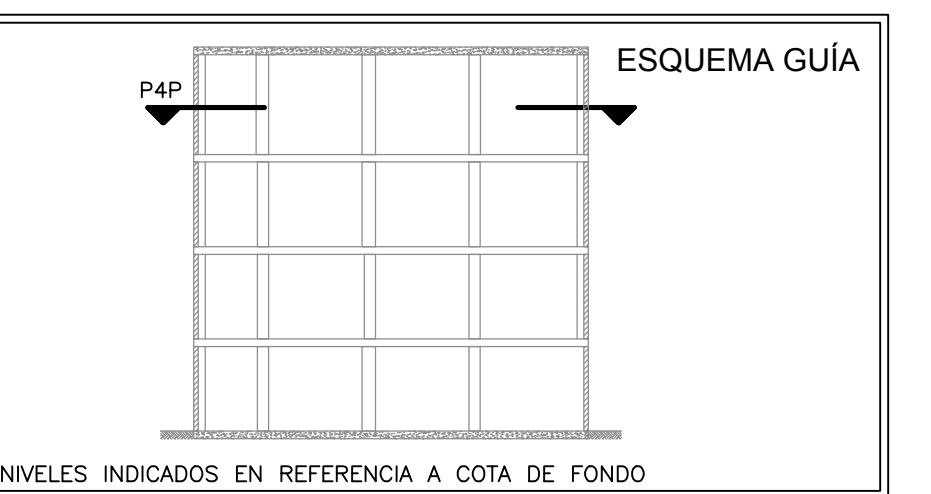 ESQUEMA GUÍA
P4P
NIVELES INDICADOS EN REFERENCIA A COTA DE FONDO